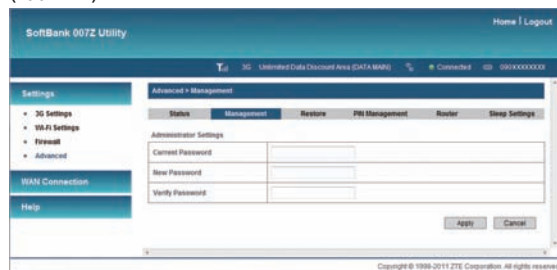 Home | Logout
SoftBank 007Z Utility
3G Unlimited Data Discount Area (DATA MAIN) Connected 090XXXXXXXX
Settings
3G Settings
Wi-Fi Settings
Firewall
Advanced
WAN Connection
Help
Advanced > Management
Status Management Restore PIN Management Router Sleep Settings
Administrator Settings
Current Password
New Password
Verify Password
Apply Cancel
Copyright © 1998-2011 ZTE Corporation. All rights reserve